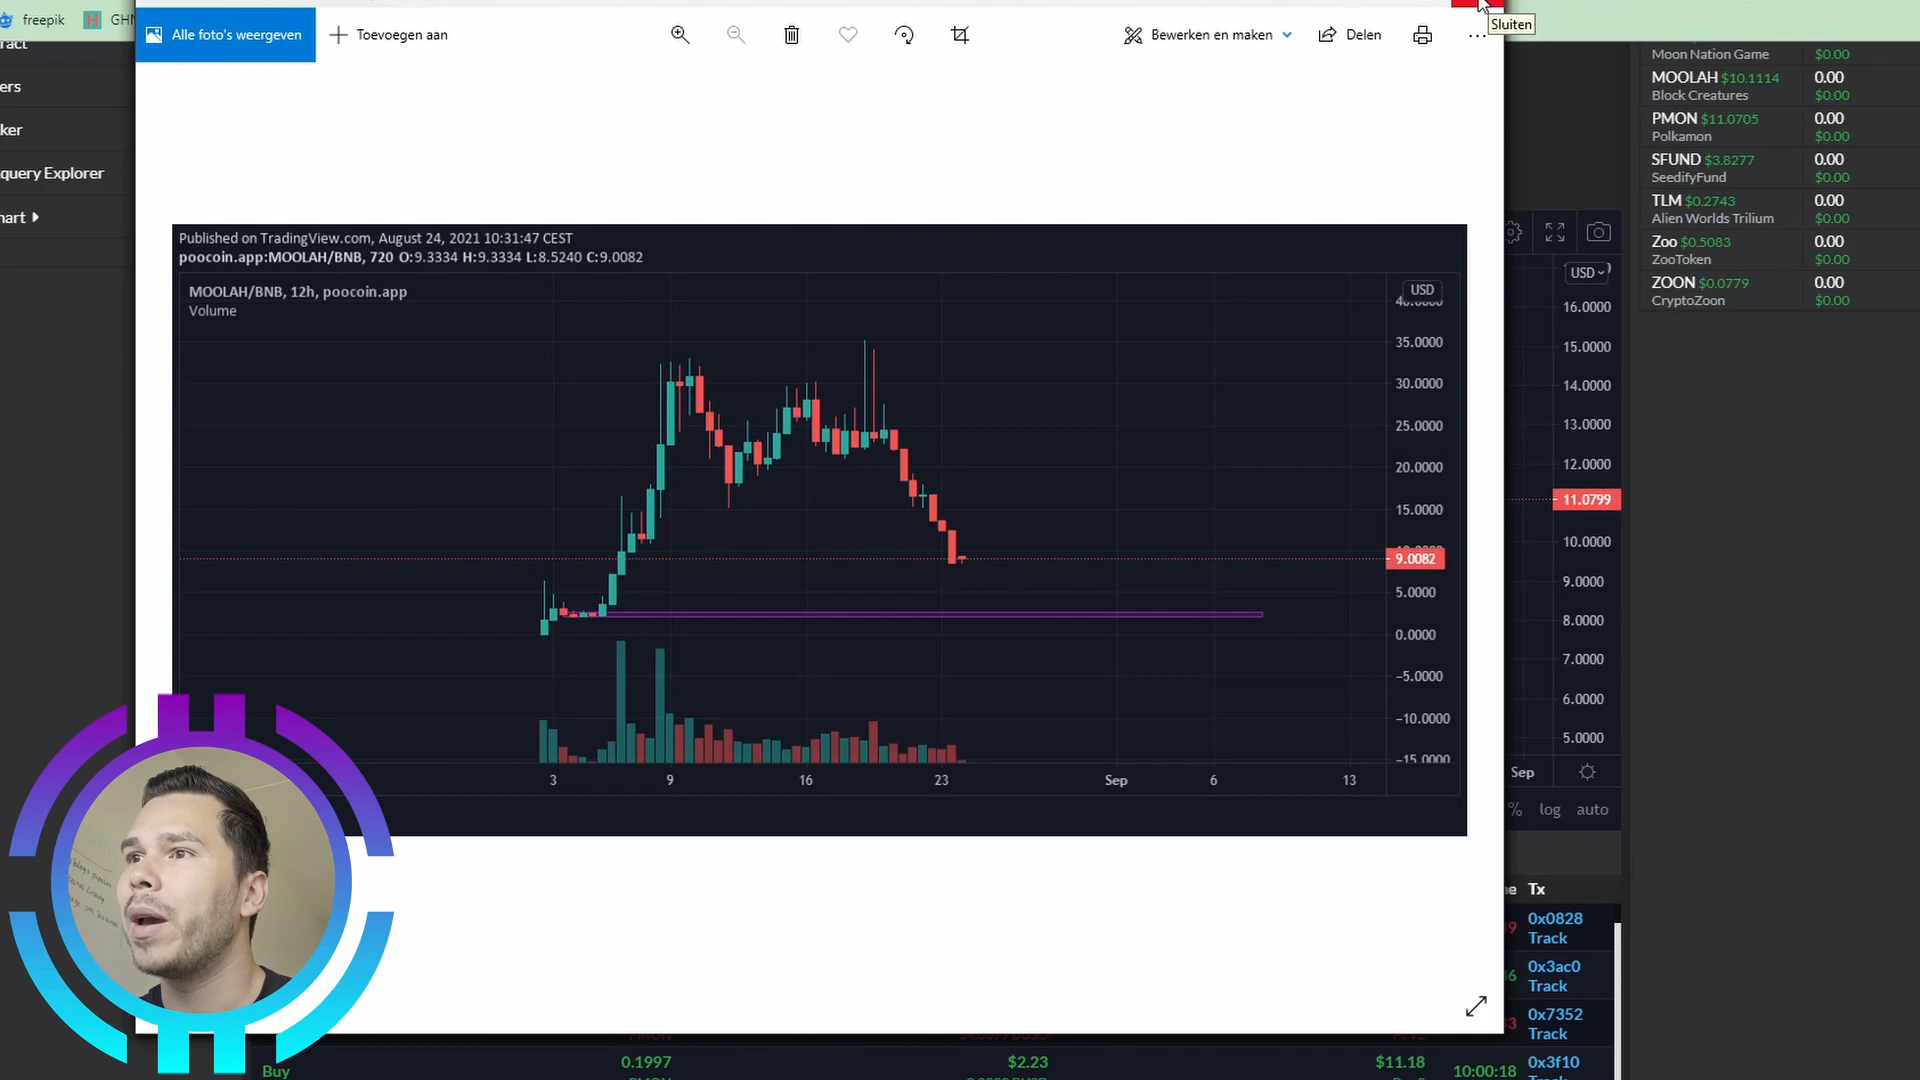 freepik
GHN
Alle foto's weergeven
Toevoegen aan
Bewerken en maken
Delen
Sluiten
ers
ker
query Explorer
hart
Published on TradingView.com, August 24, 2021 10:31:47 CEST
poocoin.app:MOOLAH/BNB, 720 O:9.3334 H:9.3334 L:8.5240 C:9.0082
MOOLAH/BNB, 12h, poocoin.app
Volume
USD
35.0000
30.0000
25.0000
20.0000
15.0000
9.0082
5.0000
0.0000
−5.0000
−10.0000
−15.0000
3
9
16
23
Sep
6
13
Moon Nation Game $0.00
MOOLAH $10.1114 0.00
Block Creatures $0.00
PMON $11.0705 0.00
Polkamon $0.00
SFUND $3.8277 0.00
SeedifyFund $0.00
TLM $0.2743 0.00
Alien Worlds Trilium $0.00
Zoo $0.5083 0.00
ZooToken $0.00
ZOON $0.0779 0.00
CryptoZoon $0.00
USD
16.0000
15.0000
14.0000
13.0000
12.0000
11.0799
10.0000
9.0000
8.0000
7.0000
6.0000
5.0000
Sep
% log auto
Tx
0x0828
Track
0x3ac0
Track
0x7352
Track
Buy 0.1997 $2.23 $11.18 10:00:18 0x3f10